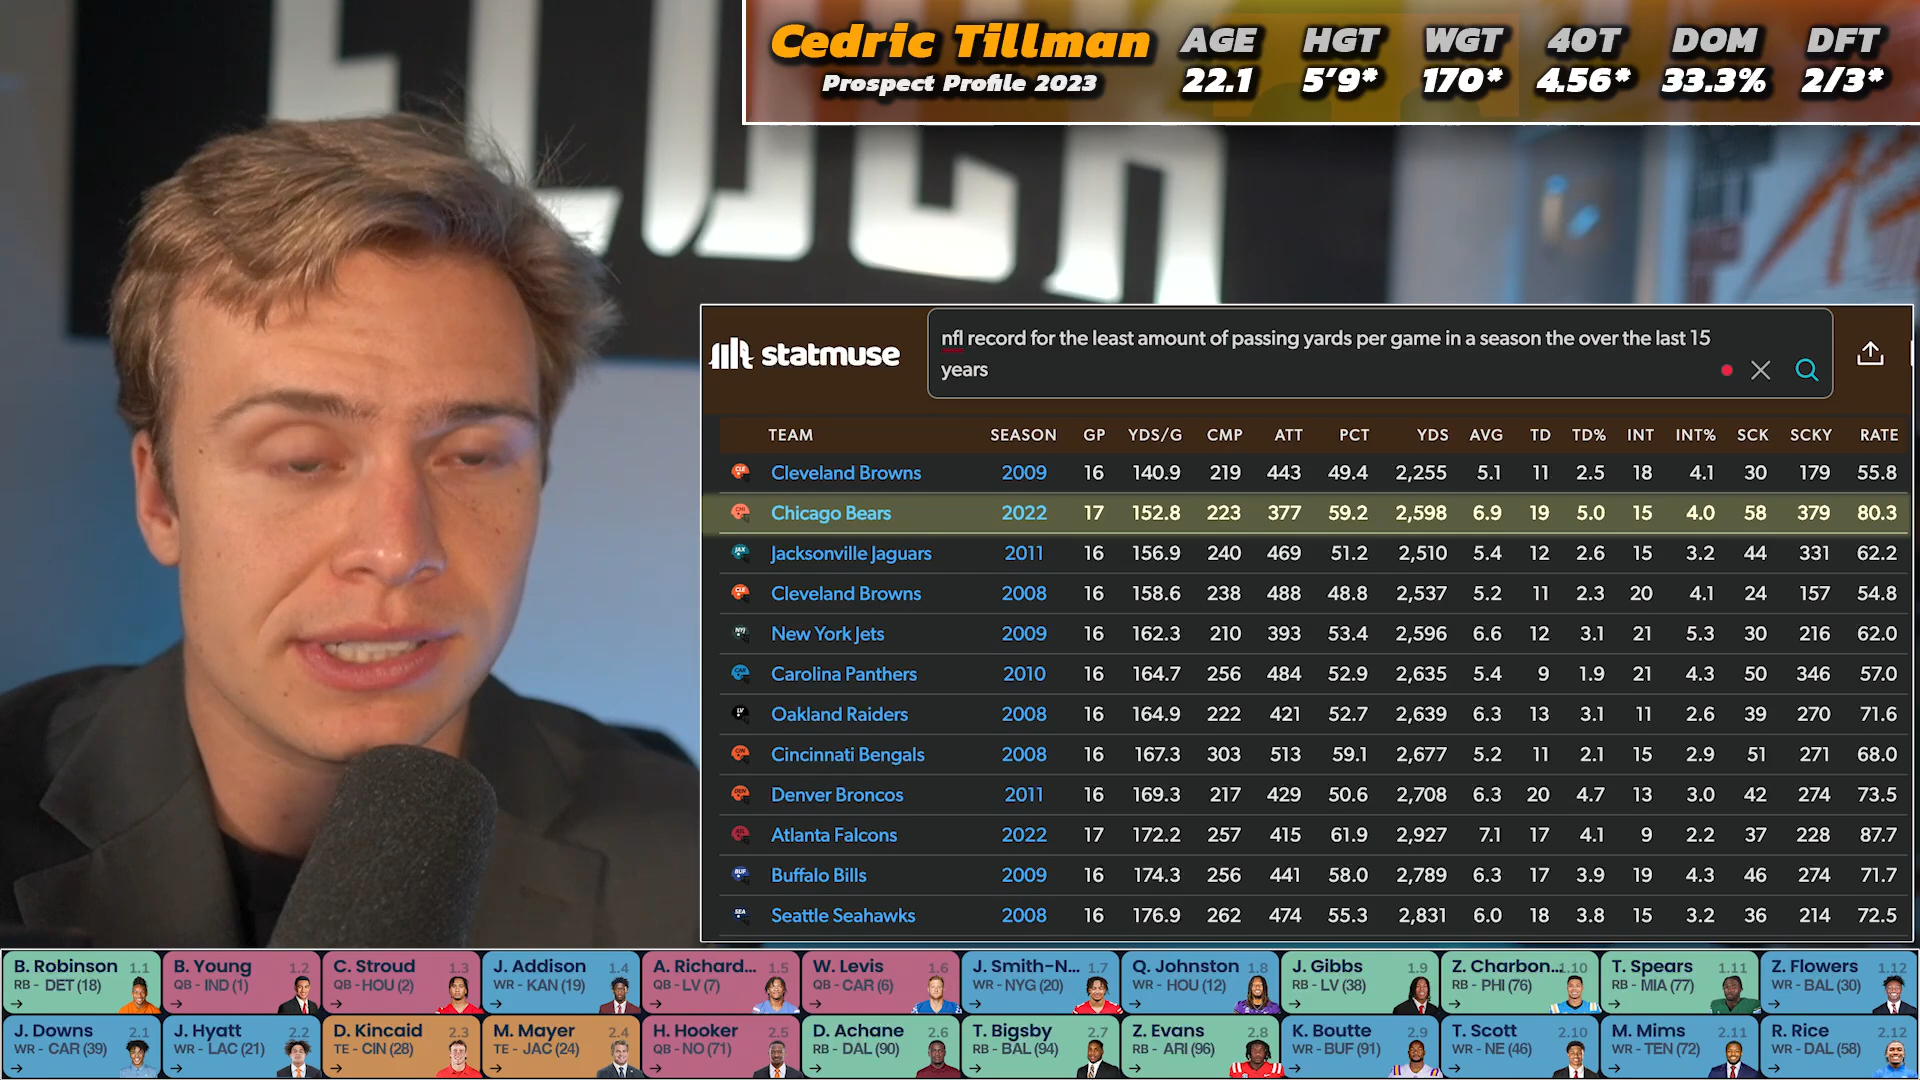 Cedric Tillman
Prospect Profile 2023
AGE HGT WGT 40T DOM DFT
22.1 5'9* 170* 4.56* 33.3% 2/3*
statmuse
nfl record for the least amount of passing yards per game in a season the over the last 15
years
TEAM SEASON GP YDS/G CMP ATT PCT YDS AVG TD TD% INT INT% SCK SCKY RATE
Cleveland Browns 2009 16 140.9 219 443 49.4 2,255 5.1 11 2.5 18 4.1 30 179 55.8
Chicago Bears 2022 17 152.8 223 377 59.2 2,598 6.9 19 5.0 15 4.0 58 379 80.3
Jacksonville Jaguars 2011 16 156.9 240 469 51.2 2,510 5.4 12 2.6 15 3.2 44 331 62.2
Cleveland Browns 2008 16 158.6 238 488 48.8 2,537 5.2 11 2.3 20 4.1 24 157 54.8
New York Jets 2009 16 162.3 210 393 53.4 2,596 6.6 12 3.1 21 5.3 30 216 62.0
Carolina Panthers 2010 16 164.7 256 484 52.9 2,635 5.4 9 1.9 21 4.3 50 346 57.0
Oakland Raiders 2008 16 164.9 222 421 52.7 2,639 6.3 13 3.1 11 2.6 39 270 71.6
Cincinnati Bengals 2008 16 167.3 303 513 59.1 2,677 5.2 11 2.1 15 2.9 51 271 68.0
Denver Broncos 2011 16 169.3 217 429 50.6 2,708 6.3 20 4.7 13 3.0 42 274 73.5
Atlanta Falcons 2022 17 172.2 257 415 61.9 2,927 7.1 17 4.1 9 2.2 37 228 87.7
Buffalo Bills 2009 16 174.3 256 441 58.0 2,789 6.3 17 3.9 19 4.3 46 274 71.7
Seattle Seahawks 2008 16 176.9 262 474 55.3 2,831 6.0 18 3.8 15 3.2 36 214 72.5
B. Robinson 1.1 B. Young 1.2 C. Stroud 1.3 J. Addison 1.4 A. Richard... 1.5 W. Levis 1.6 J. Smith-N... 1.7 Q. Johnston 1.8 J. Gibbs 1.9 Z. Charbon... 1.10 T. Spears 1.11 Z. Flowers 1.12
RB - DET (18) QB - IND (1) QB - HOU (2) WR - KAN (19) QB - LV (7) QB - CAR (6) WR - NYG (20) WR - HOU (12) RB - LV (38) RB - PHI (76) RB - MIA (77) WR - BAL (30)
J. Downs 2.1 J. Hyatt 2.2 D. Kincaid 2.3 M. Mayer 2.4 H. Hooker 2.5 D. Achane 2.6 T. Bigsby 2.7 Z. Evans 2.8 K. Boutte 2.9 T. Scott 2.10 M. Mims 2.11 R. Rice 2.12
WR - CAR (39) WR - LAC (21) TE - CIN (28) TE - JAC (24) QB - NO (71) RB - DAL (90) RB - BAL (94) RB - ARI (96) WR - BUF (91) WR - NE (46) WR - TEN (72) WR - DAL (58)